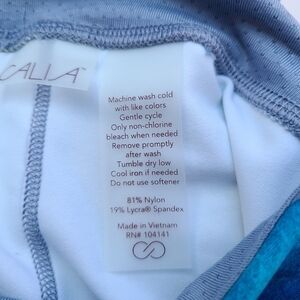 CALIA™
Machine wash cold
with like colors
Gentle cycle
Only non-chlorine
bleach when needed
Remove promptly
after wash
Tumble dry low
Cool iron if needed
Do not use softener
81% Nylon
19% Lycra® Spandex
Made in Vietnam
RN# 104141